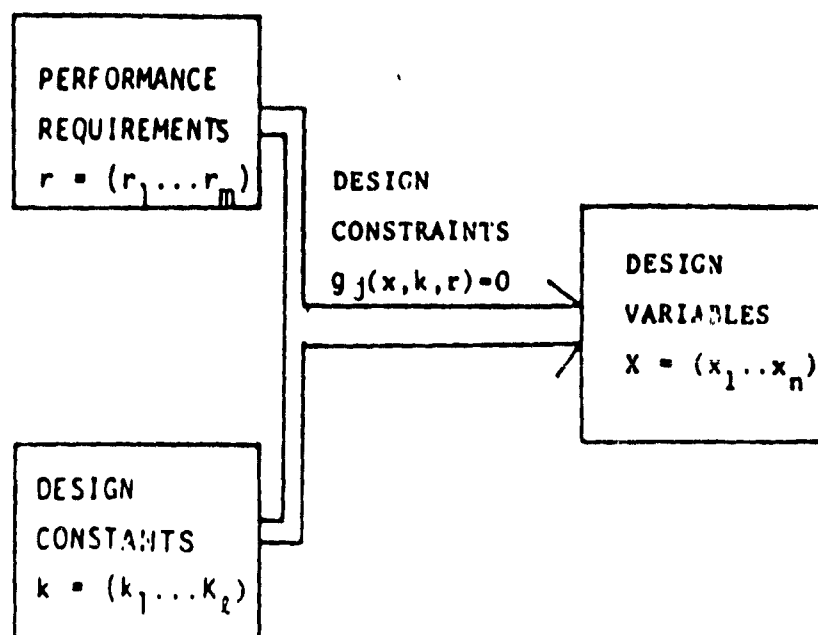 PERFORMANCE
REQUIREMENTS
r = (r₁...rₘ)
DESIGN
CONSTRAINTS
gj(x,k,r)=0
DESIGN
VARIABLES
X = (x₁..xₙ)
DESIGN
CONSTANTS
k = (k₁...Kℓ)